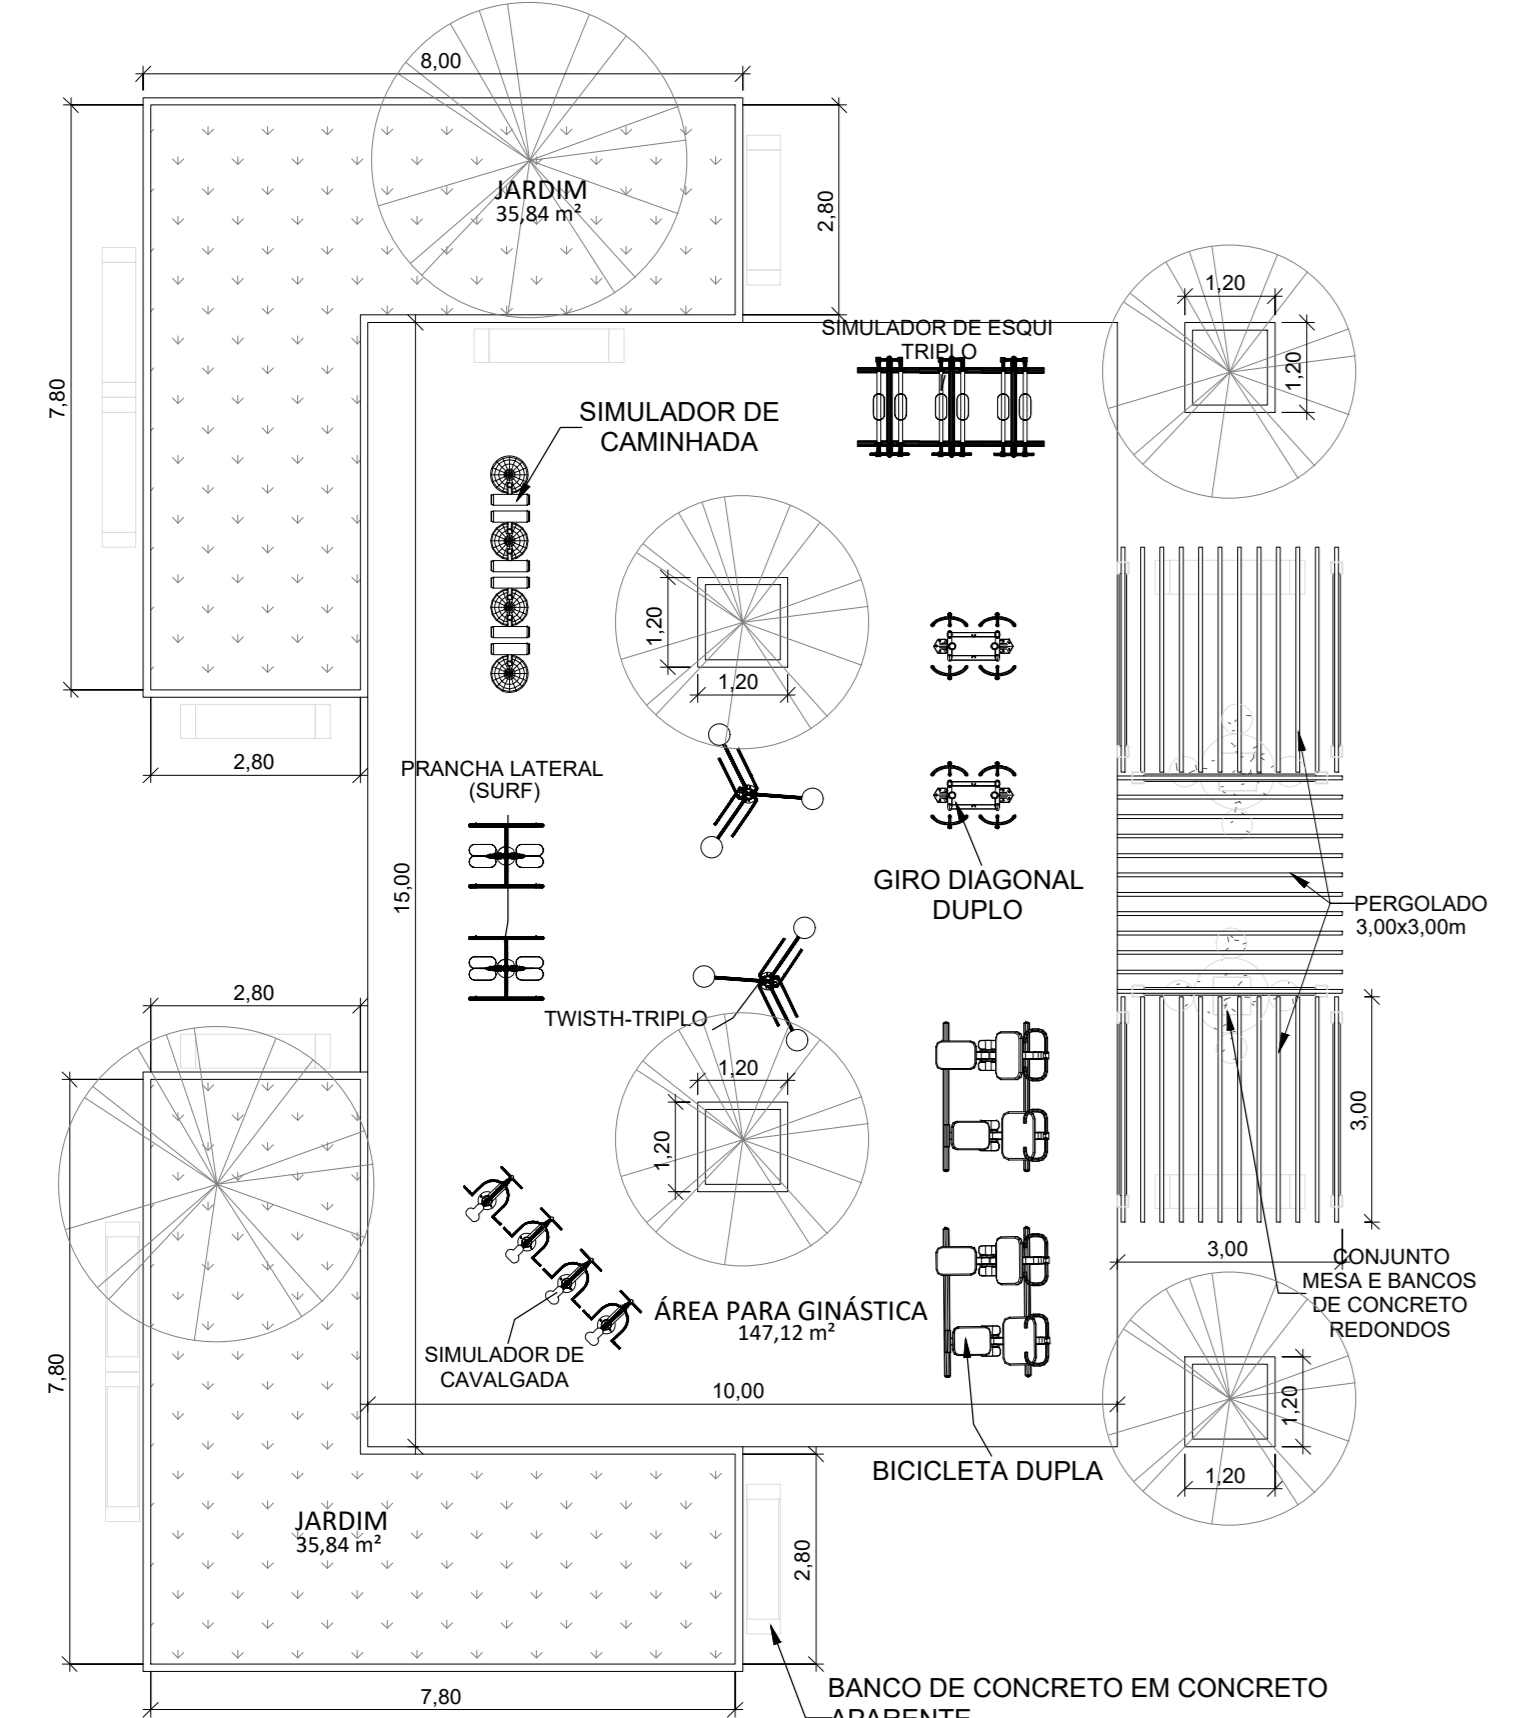 8,00
JARDIM
35,84 m²
2,80
7,80
1,20
1,20
SIMULADOR DE ESQUI
TRIPLO
SIMULADOR DE
CAMINHADA
1,20
1,20
2,80
PRANCHA LATERAL
(SURF)
15,00
GIRO DIAGONAL
DUPLO
PERGOLADO
3,00x3,00m
2,80
TWISTH-TRIPLO
1,20
1,20
3,00
3,00
CONJUNTO
MESA E BANCOS
DE CONCRETO
REDONDOS
ÁREA PARA GINÁSTICA
147,12 m²
SIMULADOR DE
CAVALGADA
7,80
10,00
1,20
1,20
BICICLETA DUPLA
JARDIM
35,84 m²
2,80
7,80
BANCO DE CONCRETO EM CONCRETO
APARENTE